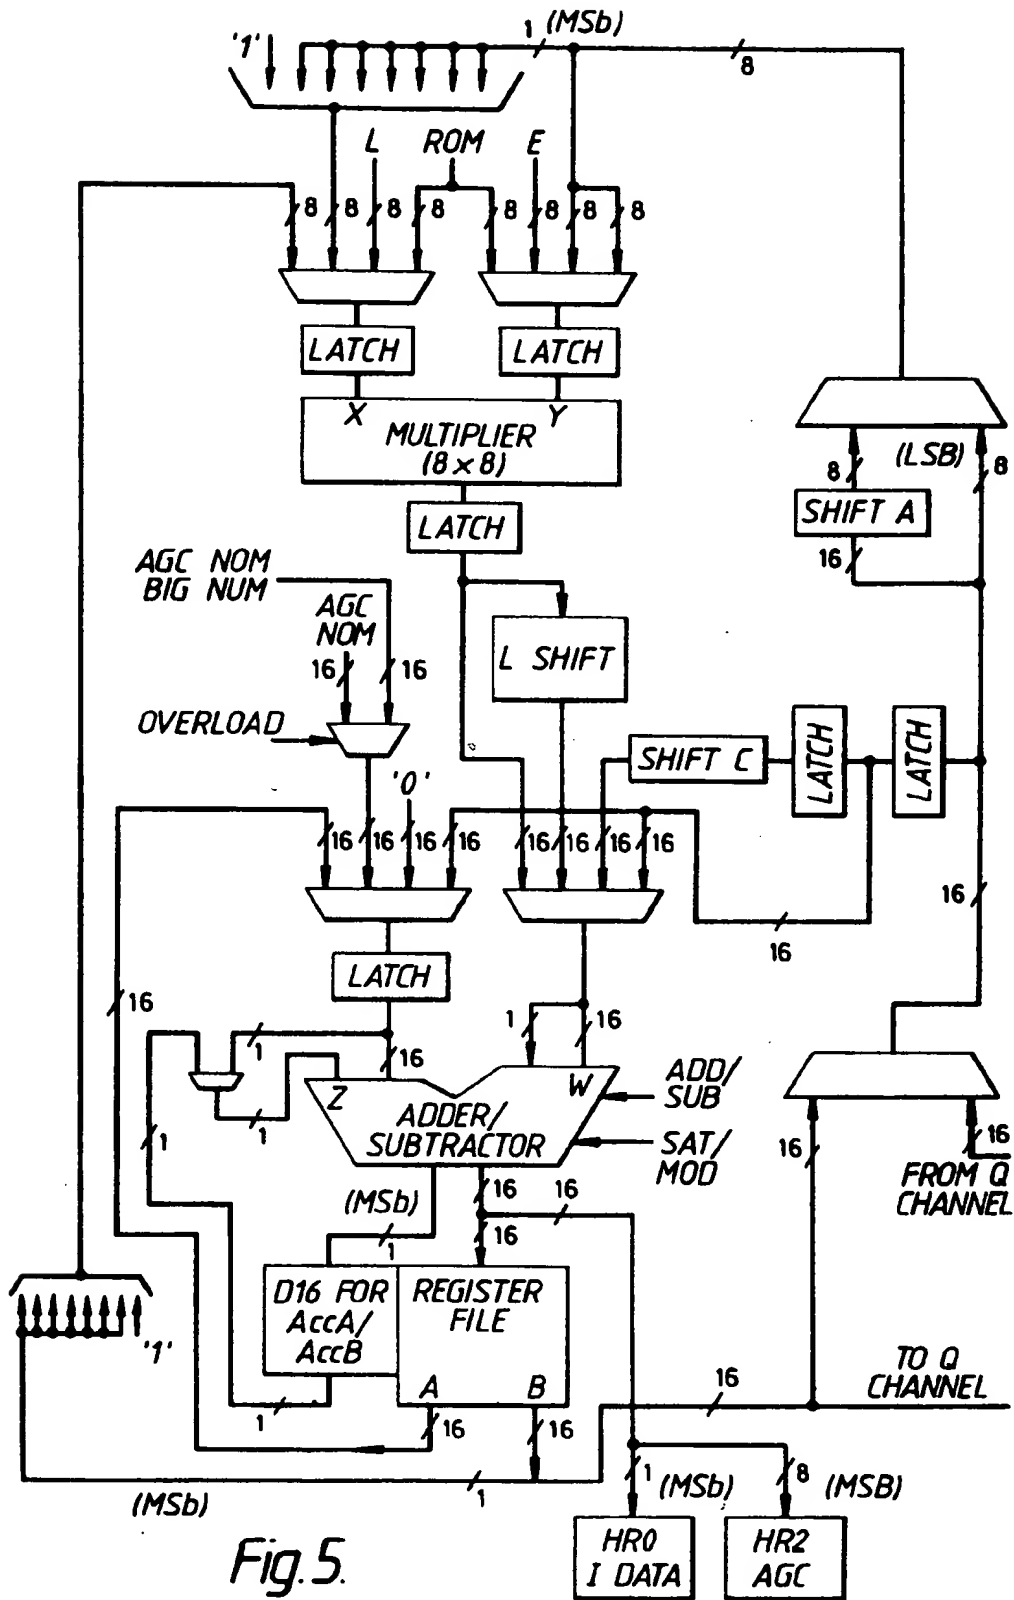 '1'
1 (MSb)
8
L ROM E
8 8 8 8 8 8 8 8
LATCH LATCH
X Y
MULTIPLIER
(8 x 8)
8 (LSB) 8
SHIFT A
16
LATCH
AGC NOM
BIG NUM
AGC
NOM
16 16
L SHIFT
OVERLOAD
SHIFT C LATCH LATCH
'0'
16 16 16 16 16 16 16 16
16
16
LATCH
16
1 16
1 16
Z W
ADD/
SUB
ADDER/
SUBTRACTOR
SAT/
MOD
1
1
16 16
FROM Q
CHANNEL
(MSb)
1
16 16
16
D16 FOR
AccA/
AccB
REGISTER
FILE
A B
'1'
1
16 16
16
TO Q
CHANNEL
(MSb)
1
1 (MSb)
8 (MSB)
HR0
I DATA
HR2
AGC
Fig. 5.